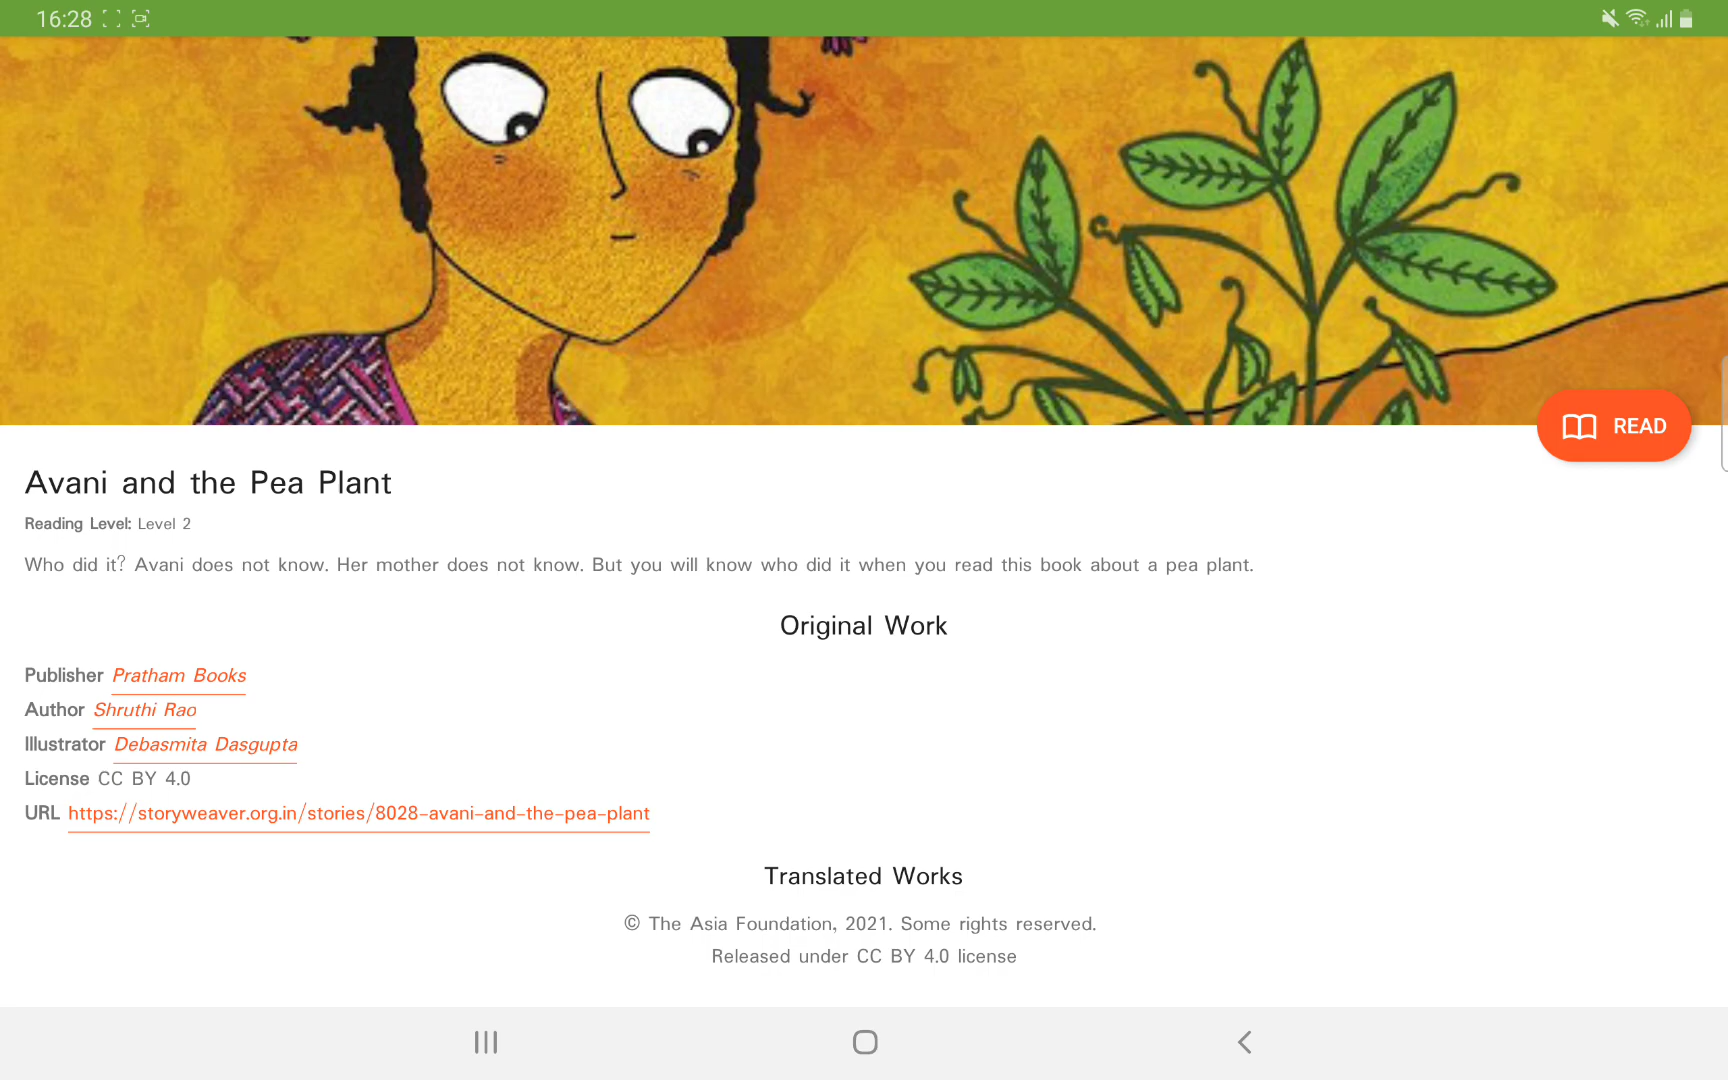 16:28
READ
Avani and the Pea Plant
Reading Level: Level 2
Who did it? Avani does not know. Her mother does not know. But you will know who did it when you read this book about a pea plant.
Original Work
Publisher Pratham Books
Author Shruthi Rao
Illustrator Debasmita Dasgupta
License CC BY 4.0
URL https://storyweaver.org.in/stories/8028-avani-and-the-pea-plant
Translated Works
© The Asia Foundation, 2021. Some rights reserved.
Released under CC BY 4.0 license